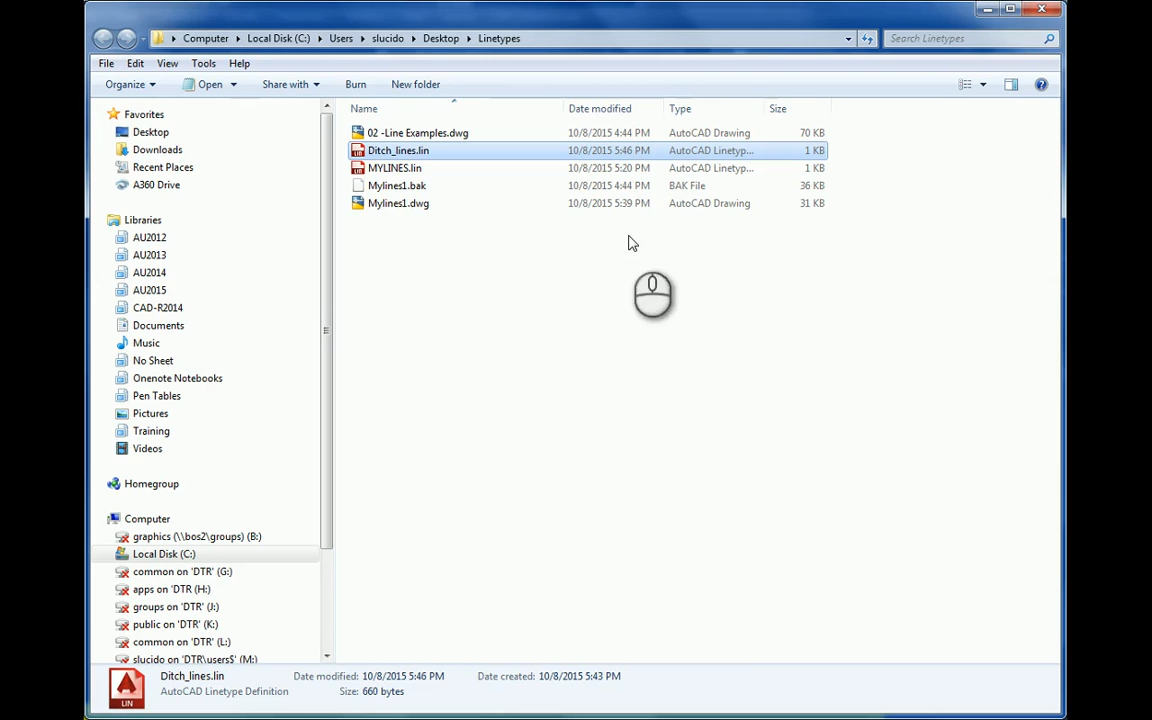 Computer ▸ Local Disk (C:) ▸ Users ▸ slucido ▸ Desktop ▸ Linetypes
Search Linetypes
File Edit View Tools Help
Organize Open Share with Burn New folder
Favorites
Desktop
Downloads
Recent Places
A360 Drive
Libraries
AU2012
AU2013
AU2014
AU2015
CAD-R2014
Documents
Music
No Sheet
Onenote Notebooks
Pen Tables
Pictures
Training
Videos
Homegroup
Computer
graphics (\\bos2\groups) (B:)
Local Disk (C:)
common on 'DTR' (G:)
apps on 'DTR (H:)
groups on 'DTR (J:)
public on 'DTR' (K:)
common on 'DTR' (L:)
slucido on 'DTR\users$' (M:)
Name Date modified Type Size
02 -Line Examples.dwg 10/8/2015 4:44 PM AutoCAD Drawing 70 KB
Ditch_lines.lin 10/8/2015 5:46 PM AutoCAD Linetyp... 1 KB
MYLINES.lin 10/8/2015 5:20 PM AutoCAD Linetyp... 1 KB
Mylines1.bak 10/8/2015 4:44 PM BAK File 36 KB
Mylines1.dwg 10/8/2015 5:39 PM AutoCAD Drawing 31 KB
LIN
Ditch_lines.lin Date modified: 10/8/2015 5:46 PM Date created: 10/8/2015 5:43 PM
AutoCAD Linetype Definition Size: 660 bytes